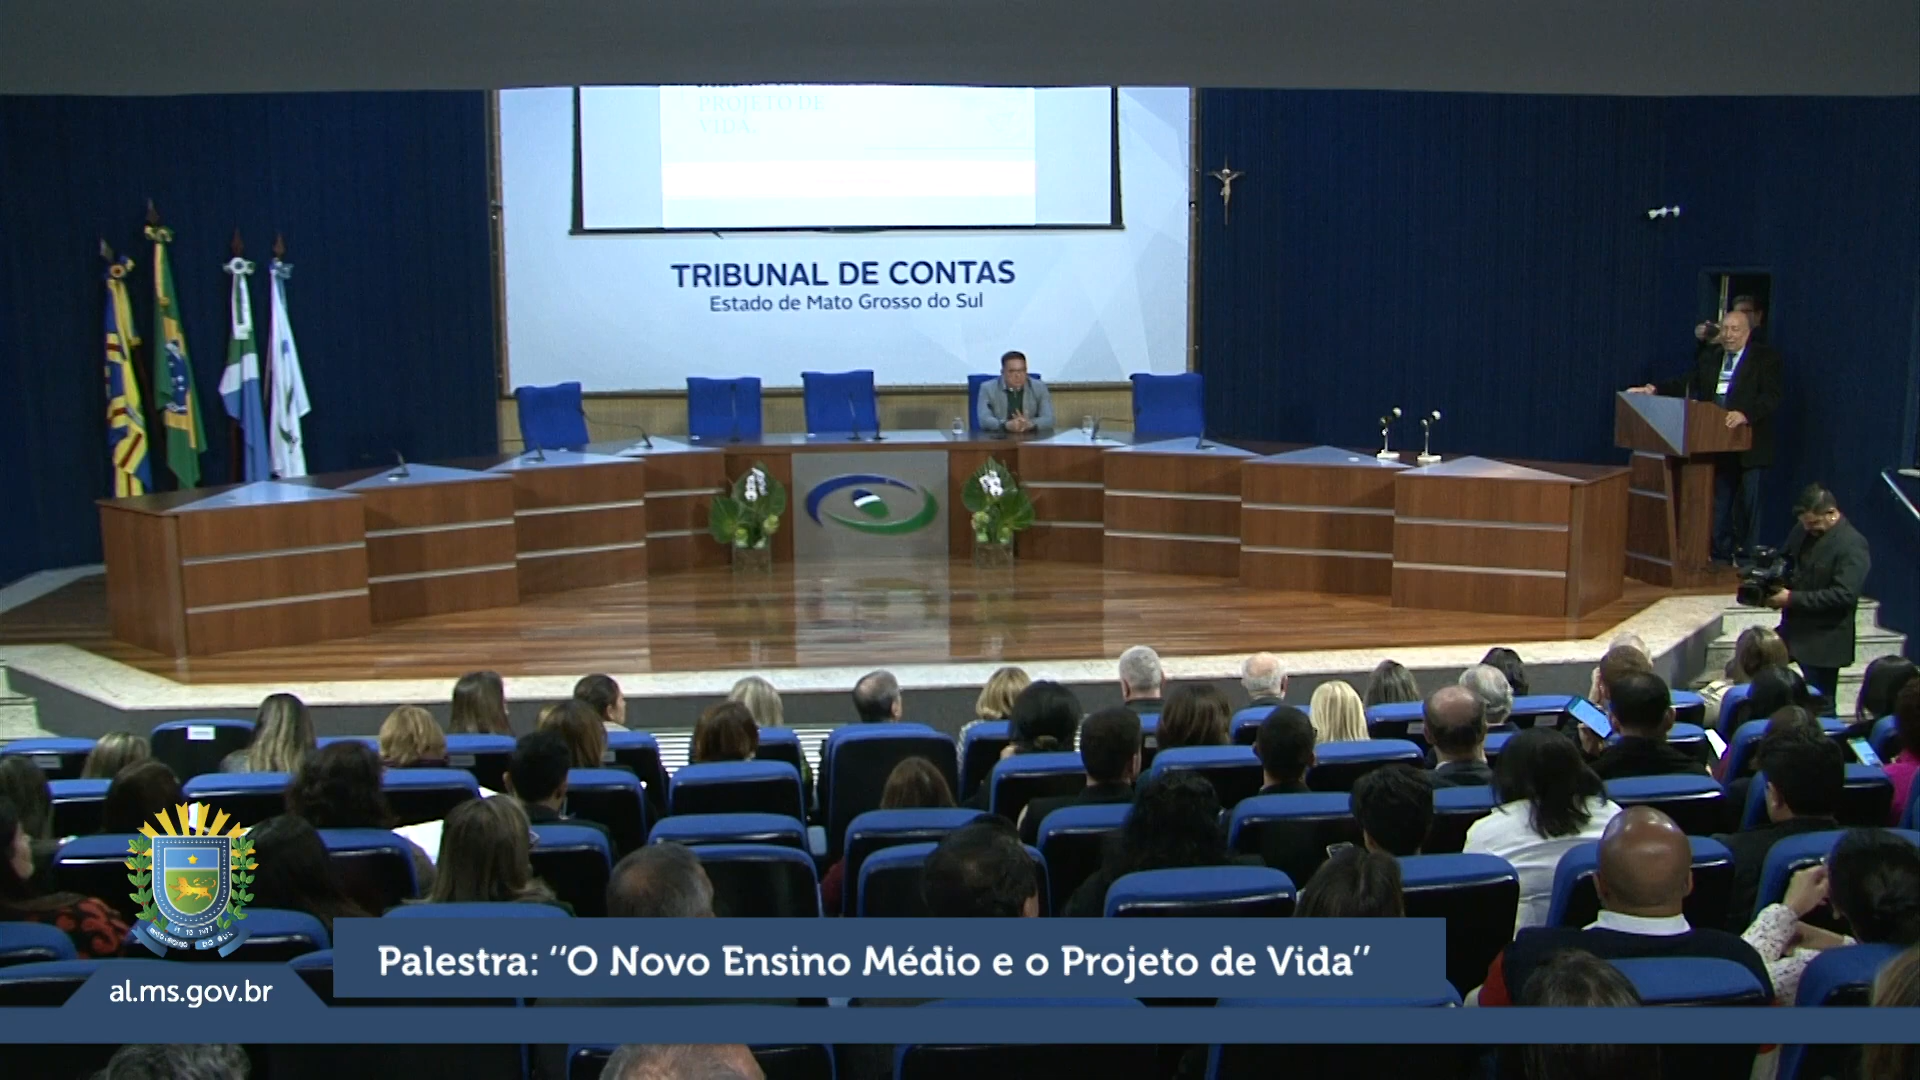 PROJETO DE
VIDA.
TRIBUNAL DE CONTAS
Estado de Mato Grosso do Sul
Palestra: ‘‘O Novo Ensino Médio e o Projeto de Vida’’
al.ms.gov.br